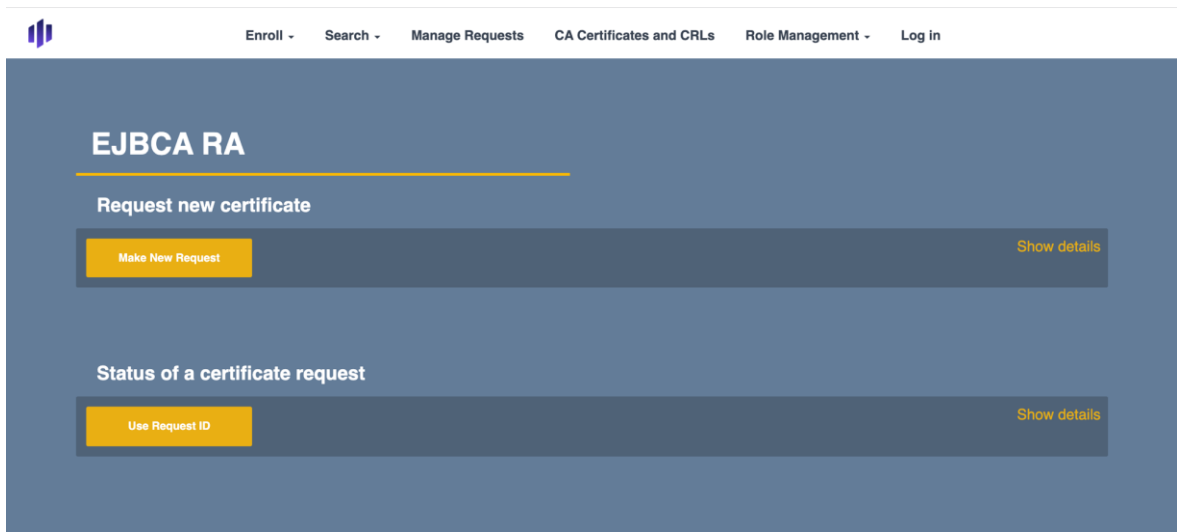 Enroll Search Manage Requests CA Certificates and CRLs Role Management Log in
EJBCA RA
Request new certificate
Make New Request Show details
Status of a certificate request
Use Request ID Show details